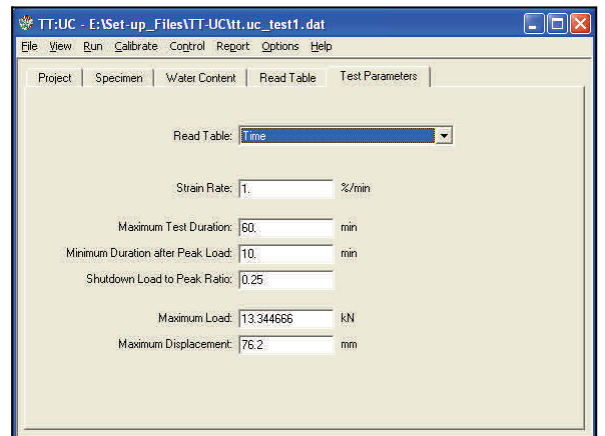 TT:UC - E:\Set-up_Files\TT-UC\tt.uc_test1.dat
File View Run Calibrate Control Report Options Help
Project Specimen Water Content Read Table Test Parameters
Read Table: Time
Strain Rate: 1. %/min
Maximum Test Duration: 60. min
Minimum Duration after Peak Load: 10. min
Shutdown Load to Peak Ratio: 0.25
Maximum Load: 13.344666 kN
Maximum Displacement: 76.2 mm